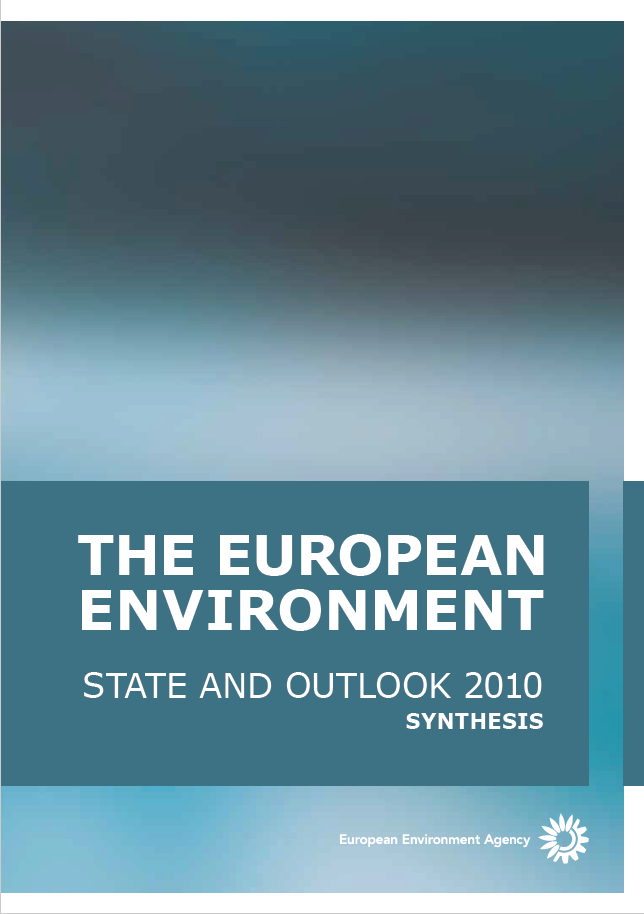 THE EUROPEAN
ENVIRONMENT
STATE AND OUTLOOK 2010
SYNTHESIS
European Environment Agency